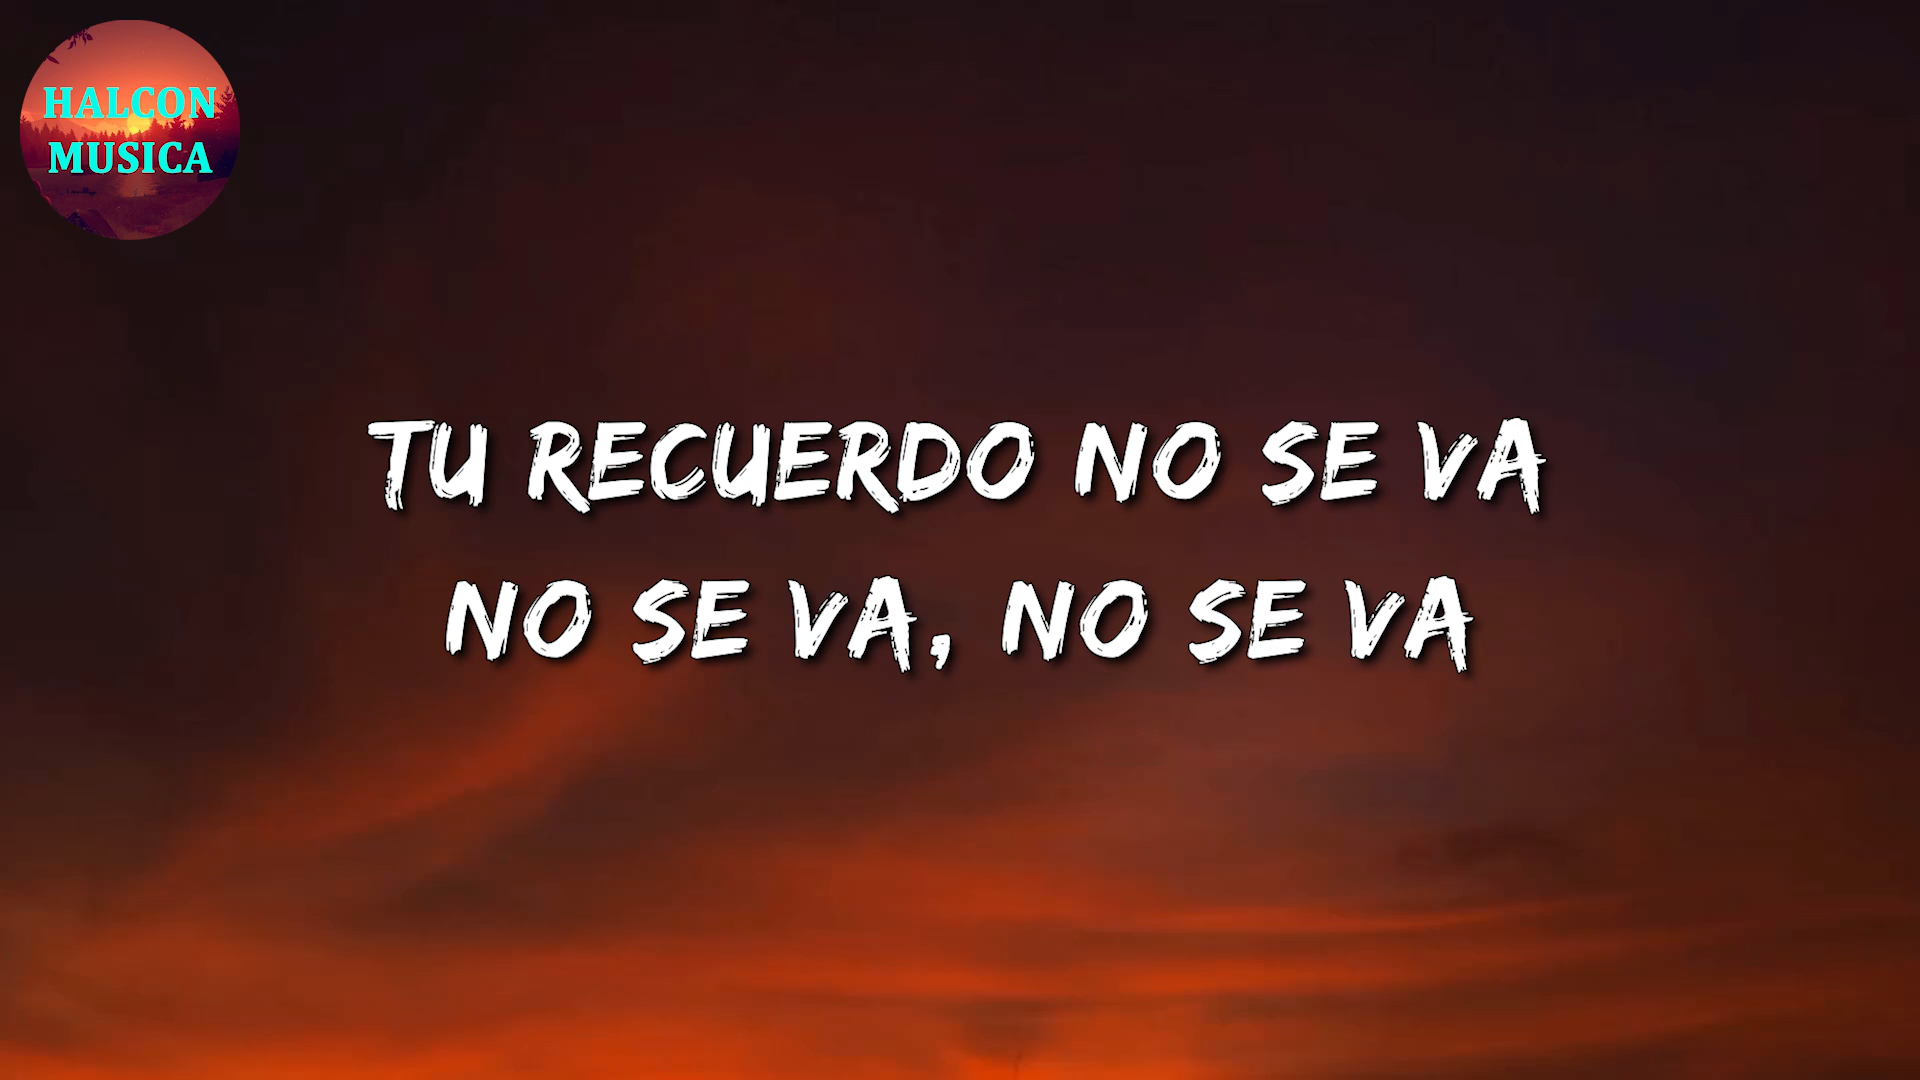 HALCON
MUSICA
TU RECUERDO NO SE VA
NO SE VA, NO SE VA